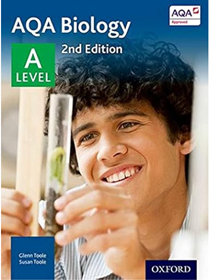 AQA Biology
AQA
Approved
2nd Edition
A
LEVEL
Glenn Toole
Susan Toole
OXFORD